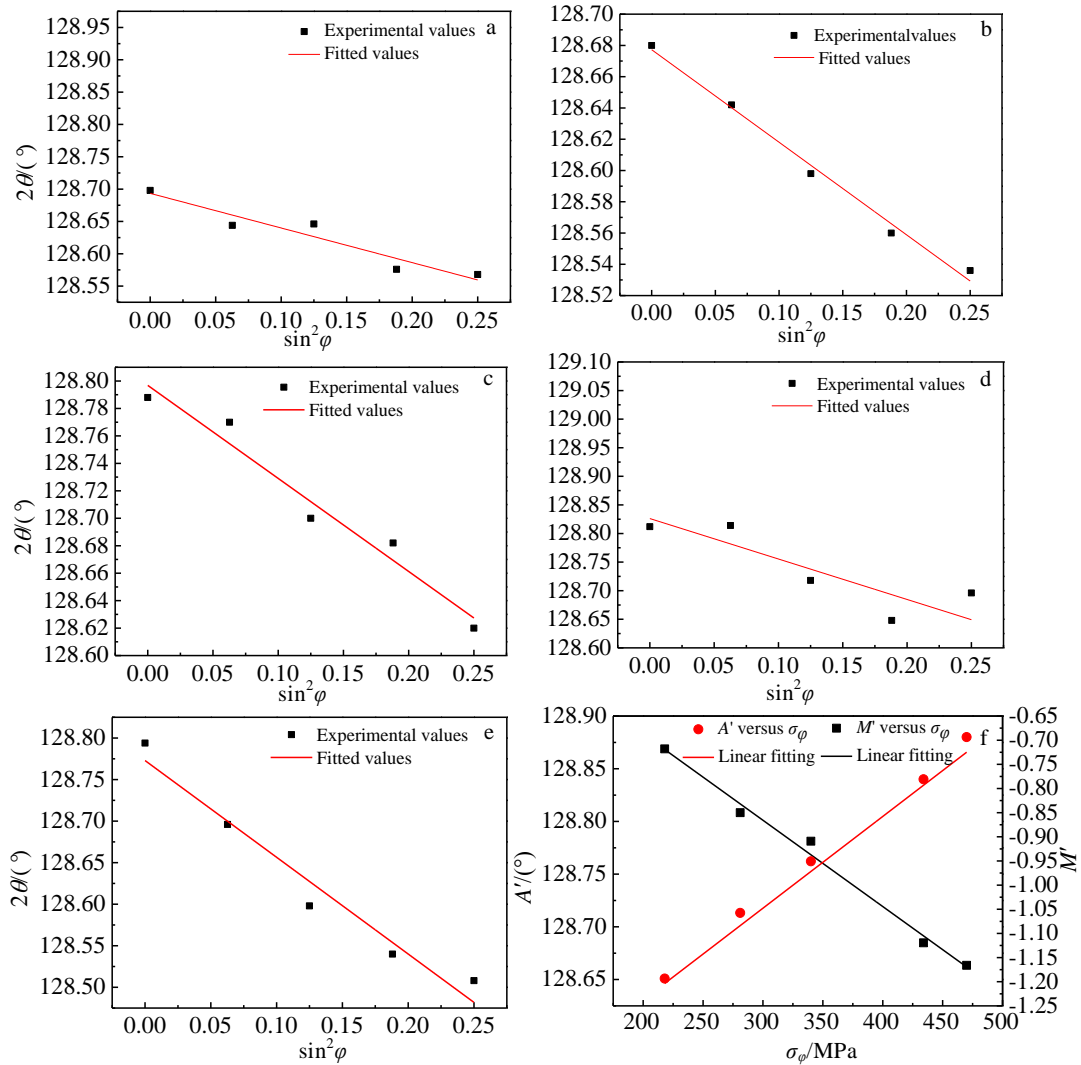 128.95
128.90
128.85
128.80
128.75
128.70
128.65
128.60
128.55
2θ/(°)
Experimental values
Fitted values
a
0.00 0.05 0.10 0.15 0.20 0.25
sin²φ
128.70
128.68
128.66
128.64
128.62
128.60
128.58
128.56
128.54
128.52
Experimentalvalues
Fitted values
b
0.00 0.05 0.10 0.15 0.20 0.25
sin²φ
128.80
128.78
128.76
128.74
128.72
128.70
128.68
128.66
128.64
128.62
128.60
2θ/(°)
Experimental values
Fitted values
c
0.00 0.05 0.10 0.15 0.20 0.25
sin²φ
129.10
129.05
129.00
128.95
128.90
128.85
128.80
128.75
128.70
128.65
128.60
Experimental values
Fitted values
d
0.00 0.05 0.10 0.15 0.20 0.25
sin²φ
128.80
128.70
128.60
128.50
2θ/(°)
Experimental values
Fitted values
e
0.00 0.05 0.10 0.15 0.20 0.25
sin²φ
128.90
128.85
128.80
128.75
128.70
128.65
A'/(°)
A' versus σφ M' versus σφ
Linear fitting Linear fitting
f
-0.65
-0.70
-0.75
-0.80
-0.85
-0.90
-0.95
-1.00
-1.05
-1.10
-1.15
-1.20
-1.25
M'
200 250 300 350 400 450 500
σφ/MPa